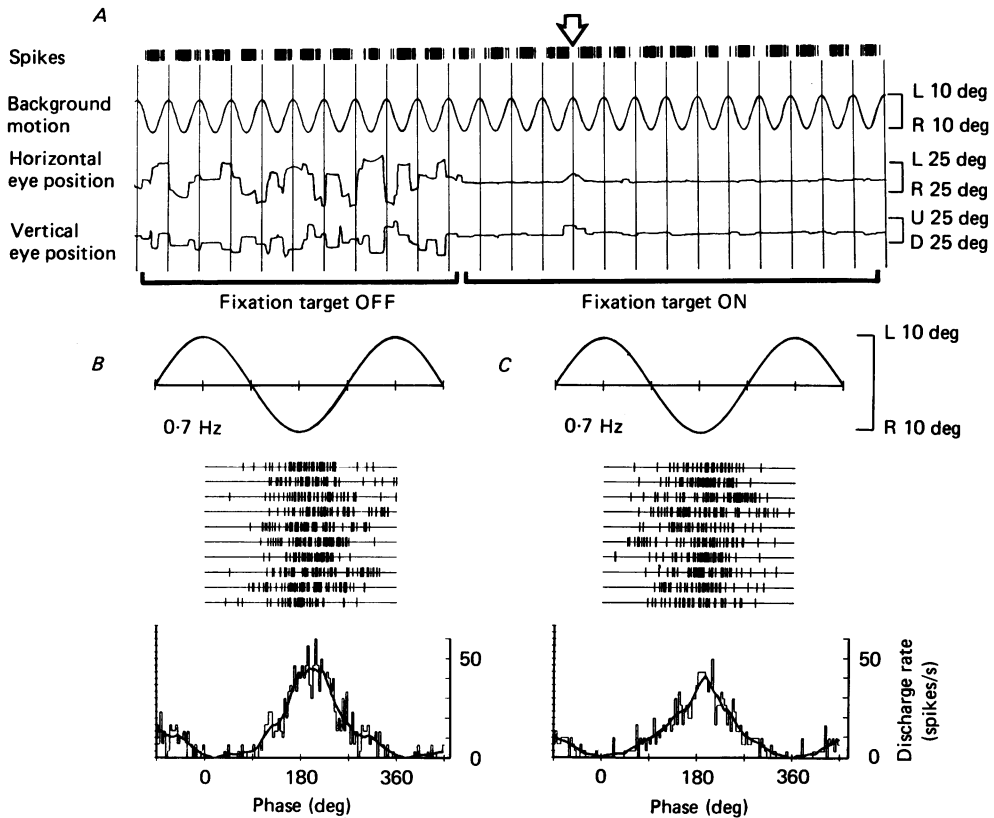 A
Spikes
Background
motion
L 10 deg
R 10 deg
Horizontal
eye position
L 25 deg
R 25 deg
Vertical
eye position
U 25 deg
D 25 deg
Fixation target OFF
Fixation target ON
B
0·7 Hz
C
0·7 Hz
L 10 deg
R 10 deg
50
0
0 180 360
Phase (deg)
50
0
Discharge rate
(spikes/s)
0 180 360
Phase (deg)